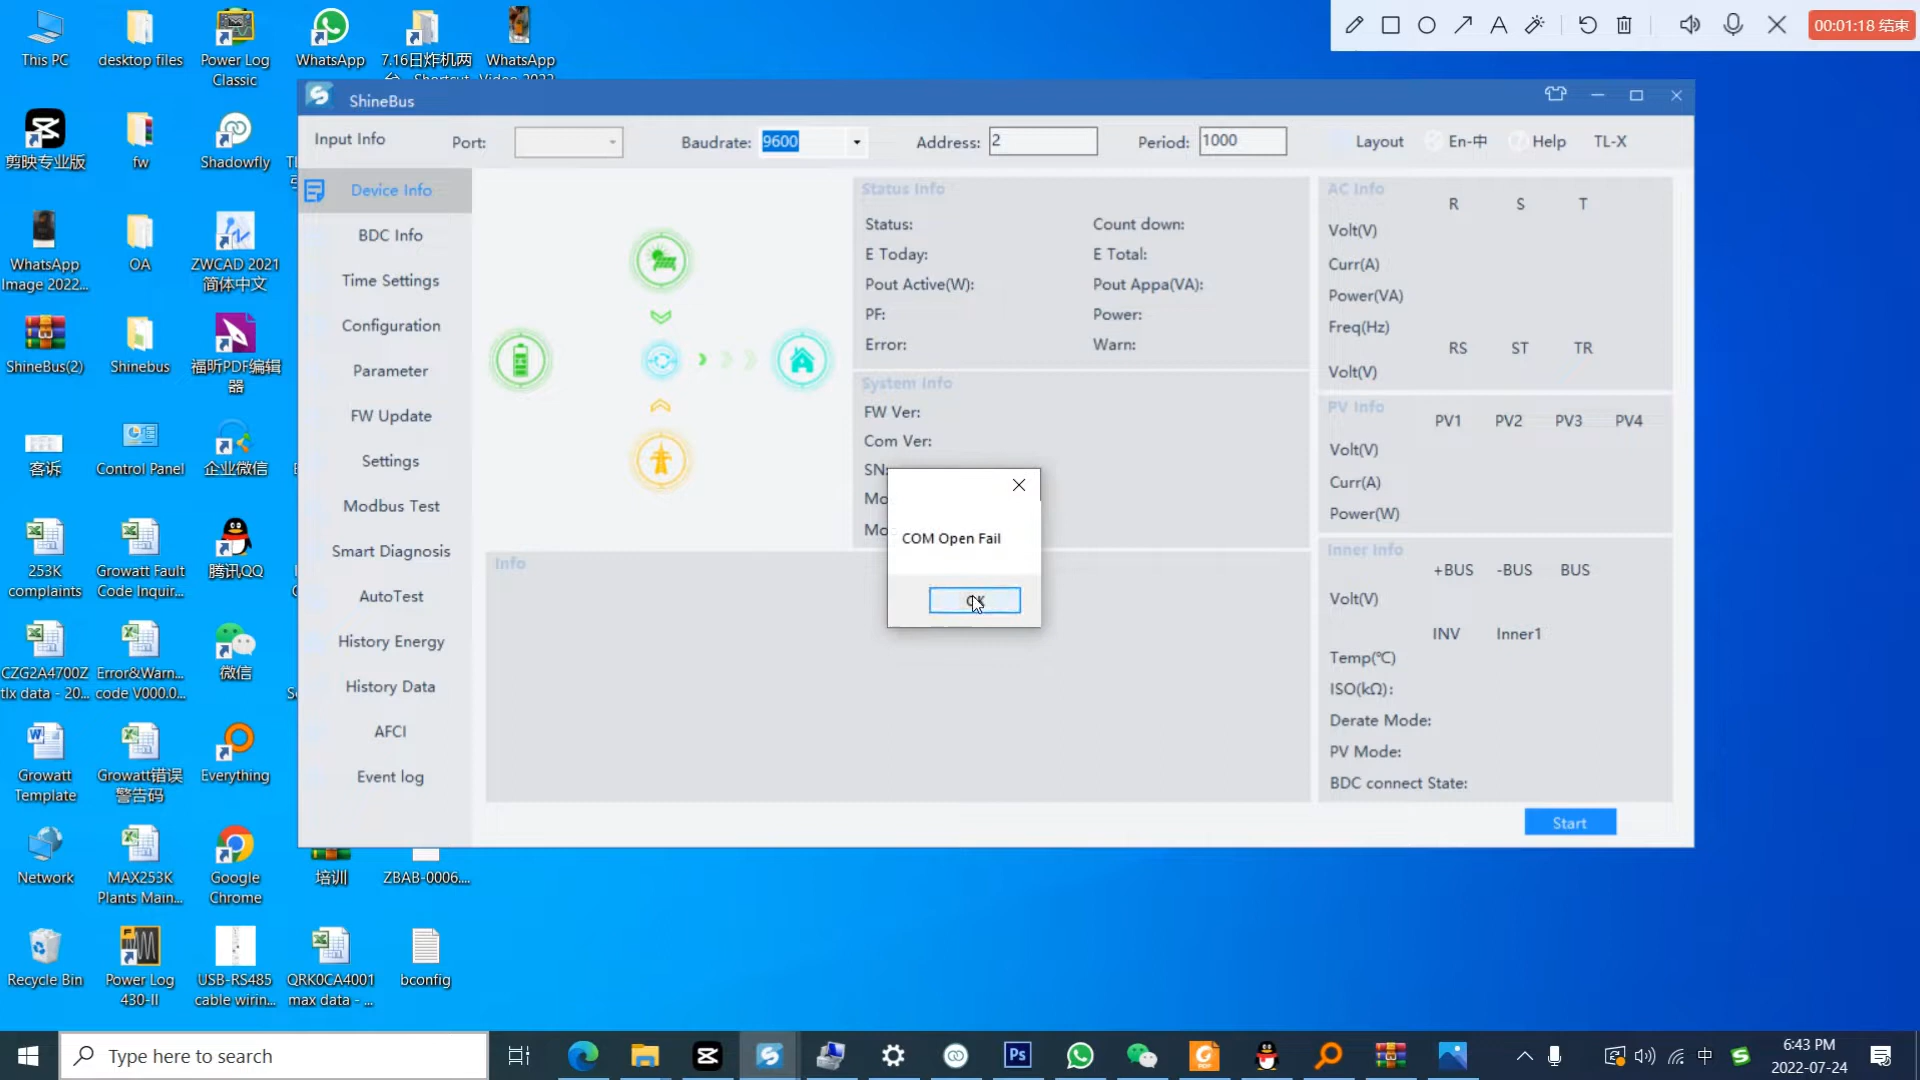 This PC
desktop files
Power Log
Classic
WhatsApp
7.16日炸机两
WhatsApp
00:01:18 结束
ShineBus
Input Info
Port:
Baudrate:
9600
Address:
2
Period:
1000
Layout
En-中
Help
TL-X
剪映专业版
fw
Shadowfly
Device Info
BDC Info
Time Settings
Configuration
Parameter
FW Update
Settings
Modbus Test
Smart Diagnosis
AutoTest
History Energy
History Data
AFCI
Event log
Status Info
Status:
Count down:
E Today:
E Total:
Pout Active(W):
Pout Appa(VA):
PF:
Power:
Error:
Warn:
System Info
FW Ver:
Com Ver:
SN:
Mo
Mo
Info
COM Open Fail
AC Info
R S T
Volt(V)
Curr(A)
Power(VA)
Freq(Hz)
RS ST TR
Volt(V)
PV Info
PV1 PV2 PV3 PV4
Volt(V)
Curr(A)
Power(W)
Inner Info
+BUS -BUS BUS
Volt(V)
INV Inner1
Temp(℃)
ISO(kΩ):
Derate Mode:
PV Mode:
BDC connect State:
Start
WhatsApp
Image 2022...
OA
ZWCAD 2021
简体中文
ShineBus(2)
Shinebus
福昕PDF编辑
器
客诉
Control Panel
企业微信
253K
complaints
Growatt Fault
Code Inquir...
腾讯QQ
CZG2A4700Z
tlx data - 20...
Error&Warn...
code V000.0...
微信
Growatt
Template
Growatt错误
警告码
Everything
Network
MAX253K
Plants Main...
Google
Chrome
培训
ZBAB-0006....
Recycle Bin
Power Log
430-II
USB-RS485
cable wirin...
QRK0CA4001
max data - ...
bconfig
Type here to search
Ps
中
6:43 PM
2022-07-24